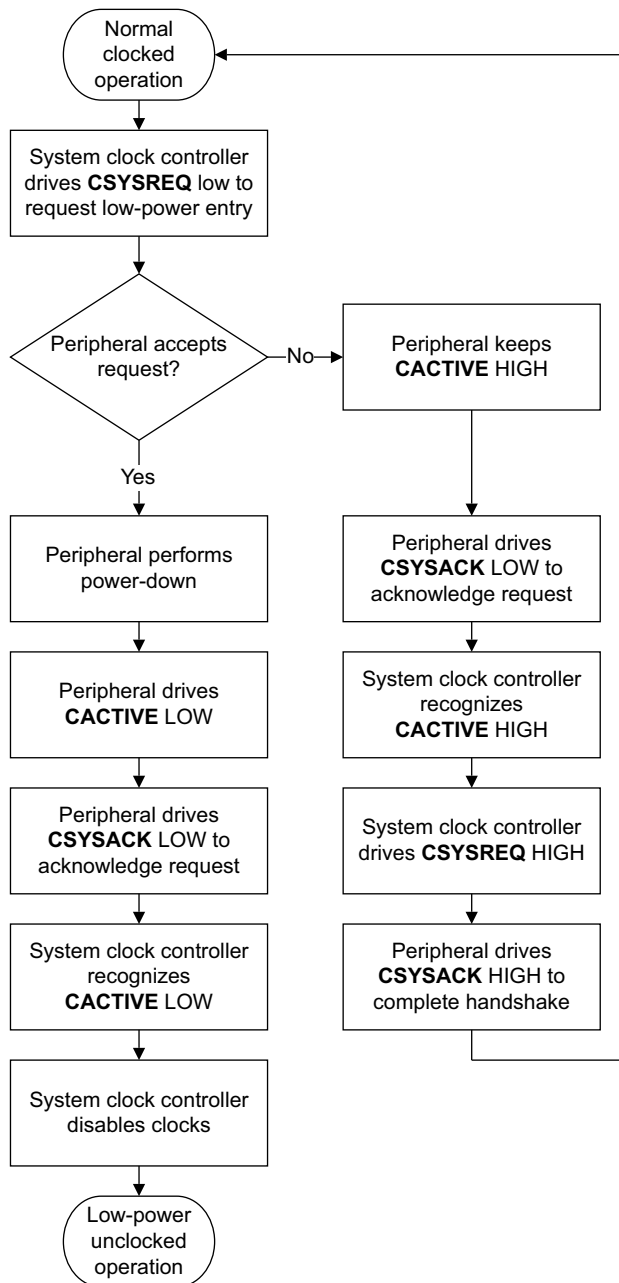 Normal
clocked
operation
System clock controller
drives CSYSREQ low to
request low-power entry
Peripheral accepts
request?
No
Peripheral keeps
CACTIVE HIGH
Yes
Peripheral performs
power-down
Peripheral drives
CACTIVE LOW
Peripheral drives
CSYSACK LOW to
acknowledge request
System clock controller
recognizes
CACTIVE LOW
System clock controller
disables clocks
Low-power
unclocked
operation
Peripheral drives
CSYSACK LOW to
acknowledge request
System clock controller
recognizes
CACTIVE HIGH
System clock controller
drives CSYSREQ HIGH
Peripheral drives
CSYSACK HIGH to
complete handshake